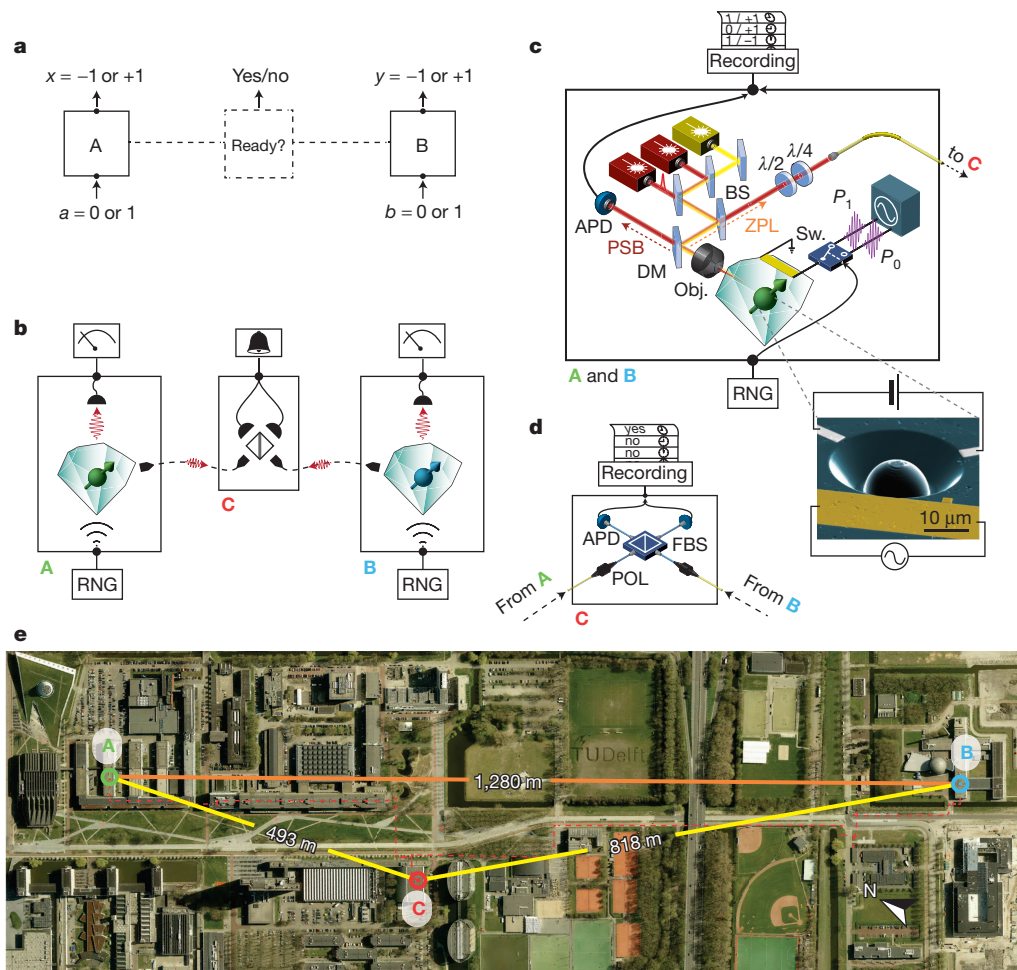 a
x = −1 or +1
Yes/no
y = −1 or +1
A
Ready?
B
a = 0 or 1
b = 0 or 1
b
A
RNG
C
B
RNG
c
1 / +1
0 / +1
1 / −1
Recording
λ/2
λ/4
BS
to C
APD
PSB
ZPL
DM
Obj.
Sw.
P1
P0
A and B
RNG
10 μm
d
yes
no
no
Recording
APD
FBS
POL
From A
From B
C
e
A
B
TUDelft
1,280 m
493 m
818 m
C
N